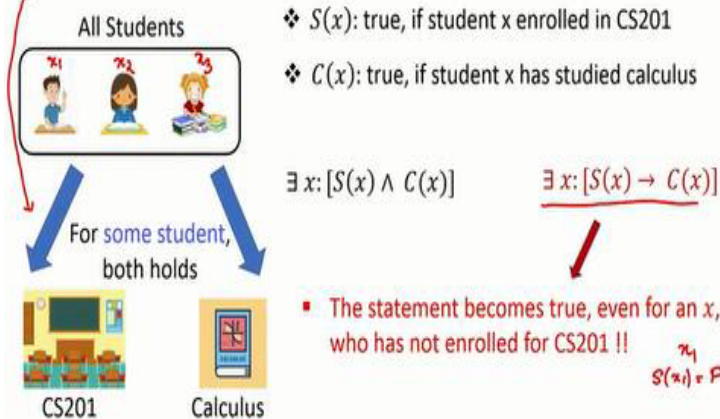 All Students
x₁ x₂ x₃
❖ S(x): true, if student x enrolled in CS201
❖ C(x): true, if student x has studied calculus
∃ x: [S(x) ∧ C(x)]
∃ x: [S(x) → C(x)]
For some student,
both holds
CS201
Calculus
▪ The statement becomes true, even for an x,
who has not enrolled for CS201 !!
x₁
S(x₁) = F